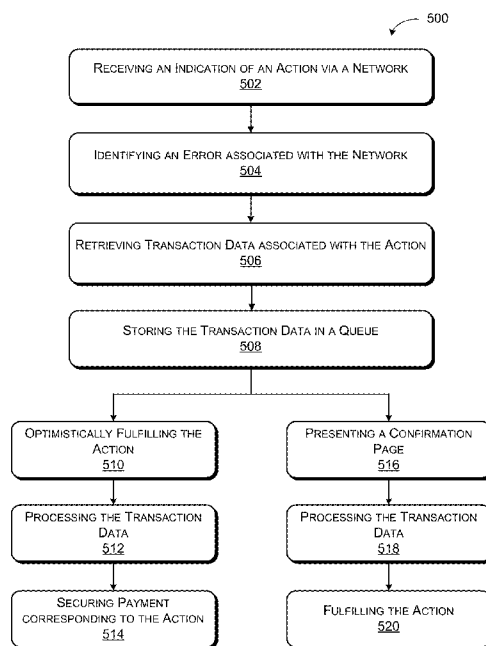 500
RECEIVING AN INDICATION OF AN ACTION VIA A NETWORK
502
IDENTIFYING AN ERROR ASSOCIATED WITH THE NETWORK
504
RETRIEVING TRANSACTION DATA ASSOCIATED WITH THE ACTION
506
STORING THE TRANSACTION DATA IN A QUEUE
508
OPTIMISTICALLY FULFILLING THE
ACTION
510
PROCESSING THE TRANSACTION
DATA
512
SECURING PAYMENT
CORRESPONDING TO THE ACTION
514
PRESENTING A CONFIRMATION
PAGE
516
PROCESSING THE TRANSACTION
DATA
518
FULFILLING THE ACTION
520